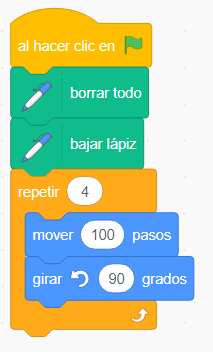 al hacer clic en
borrar todo
bajar lápiz
repetir 4
mover 100 pasos
girar 90 grados